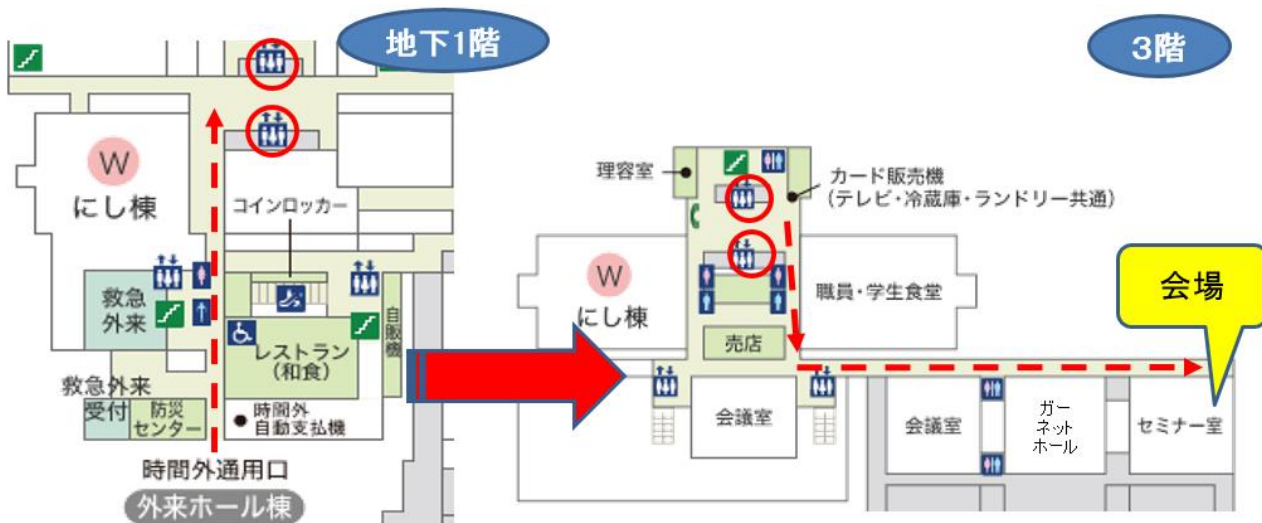 地下1階
W
にし棟
コインロッカー
救急
外来
レストラン
(和食)
自販機
救急外来
受付
防災
センター
時間外
自動支払機
時間外通用口
外来ホール棟
3階
理容室
カード販売機
(テレビ・冷蔵庫・ランドリー共通)
W
にし棟
職員・学生食堂
売店
会場
会議室
会議室
ガー
ネット
ホール
セミナー室